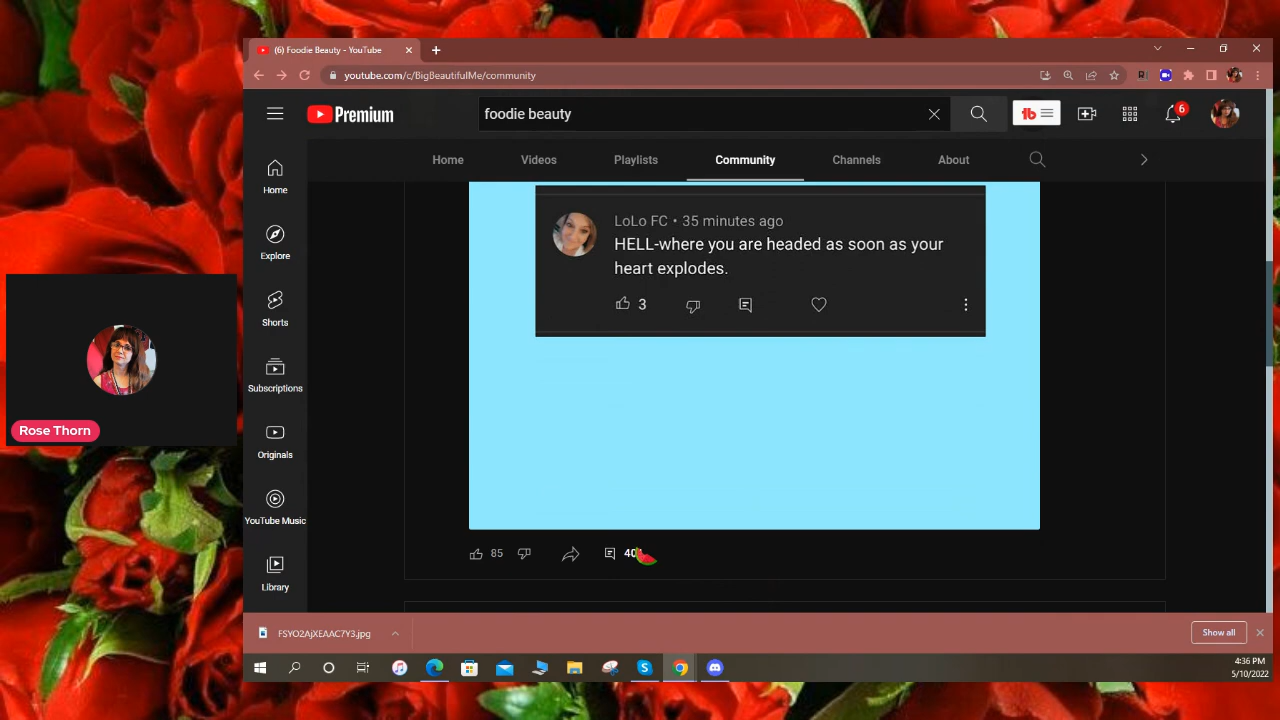 (6) Foodie Beauty - YouTube
youtube.com/c/BigBeautifulMe/community
Premium
foodie beauty
tb
6
Home
Videos
Playlists
Community
Channels
About
Home
Explore
Shorts
Subscriptions
Originals
YouTube Music
Library
LoLo FC • 35 minutes ago
HELL-where you are headed as soon as your
heart explodes.
3
85
Rose Thorn
FSYO2AjXEAAC7Y3.jpg
Show all
4:36 PM
5/10/2022